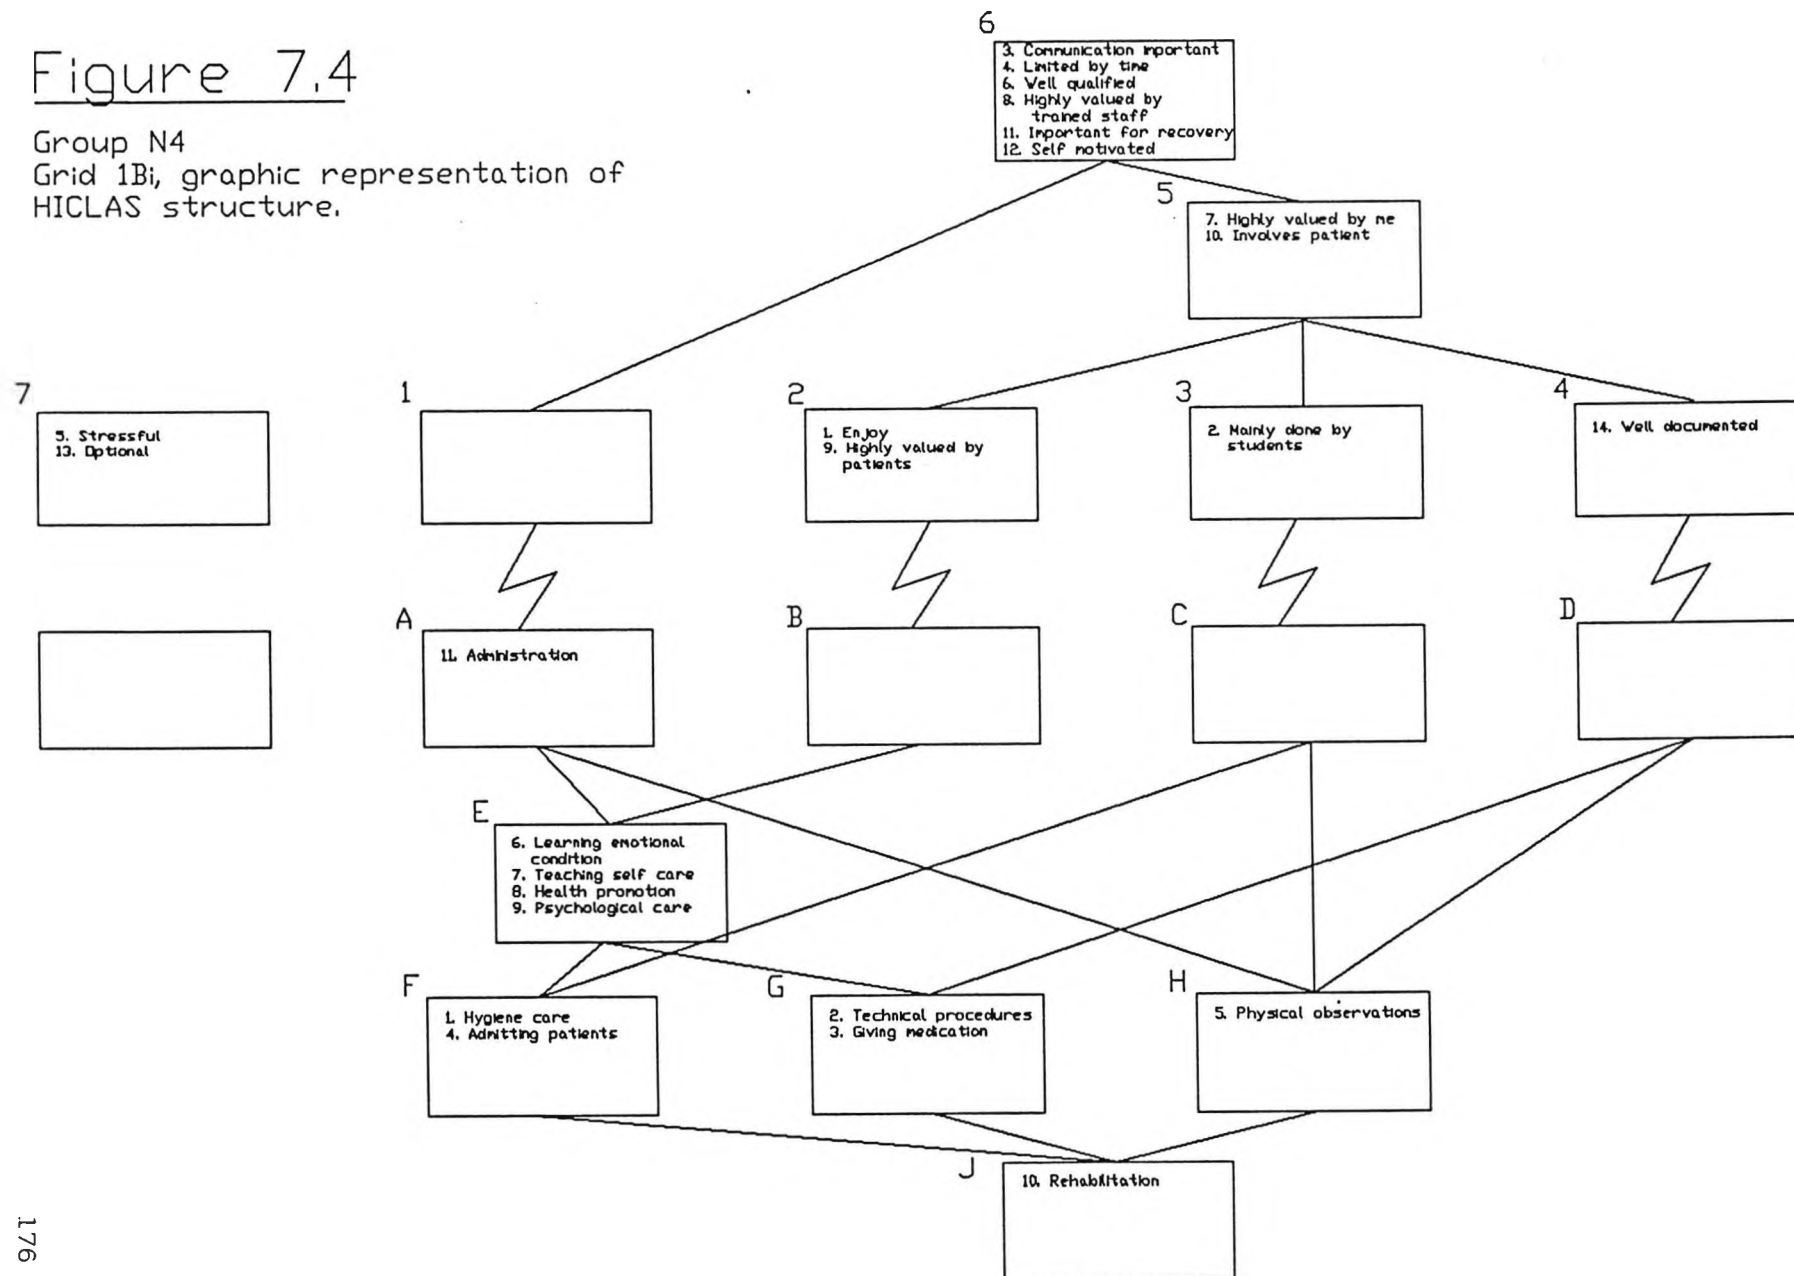 Figure 7.4
Group N4
Grid 1Bi, graphic representation of
HICLAS structure.
6
3. Communication important
4. Limited by time
6. Well qualified
8. Highly valued by
trained staff
11. Important for recovery
12. Self motivated
5
7. Highly valued by me
10. Involves patient
7
5. Stressful
13. Optional
1
2
1. Enjoy
9. Highly valued by
patients
3
2. Mainly done by
students
4
14. Well documented
A
11. Administration
B
C
D
E
6. Learning emotional
condition
7. Teaching self care
8. Health promotion
9. Psychological care
F
1. Hygiene care
4. Admitting patients
G
2. Technical procedures
3. Giving medication
H
5. Physical observations
J
10. Rehabilitation
176